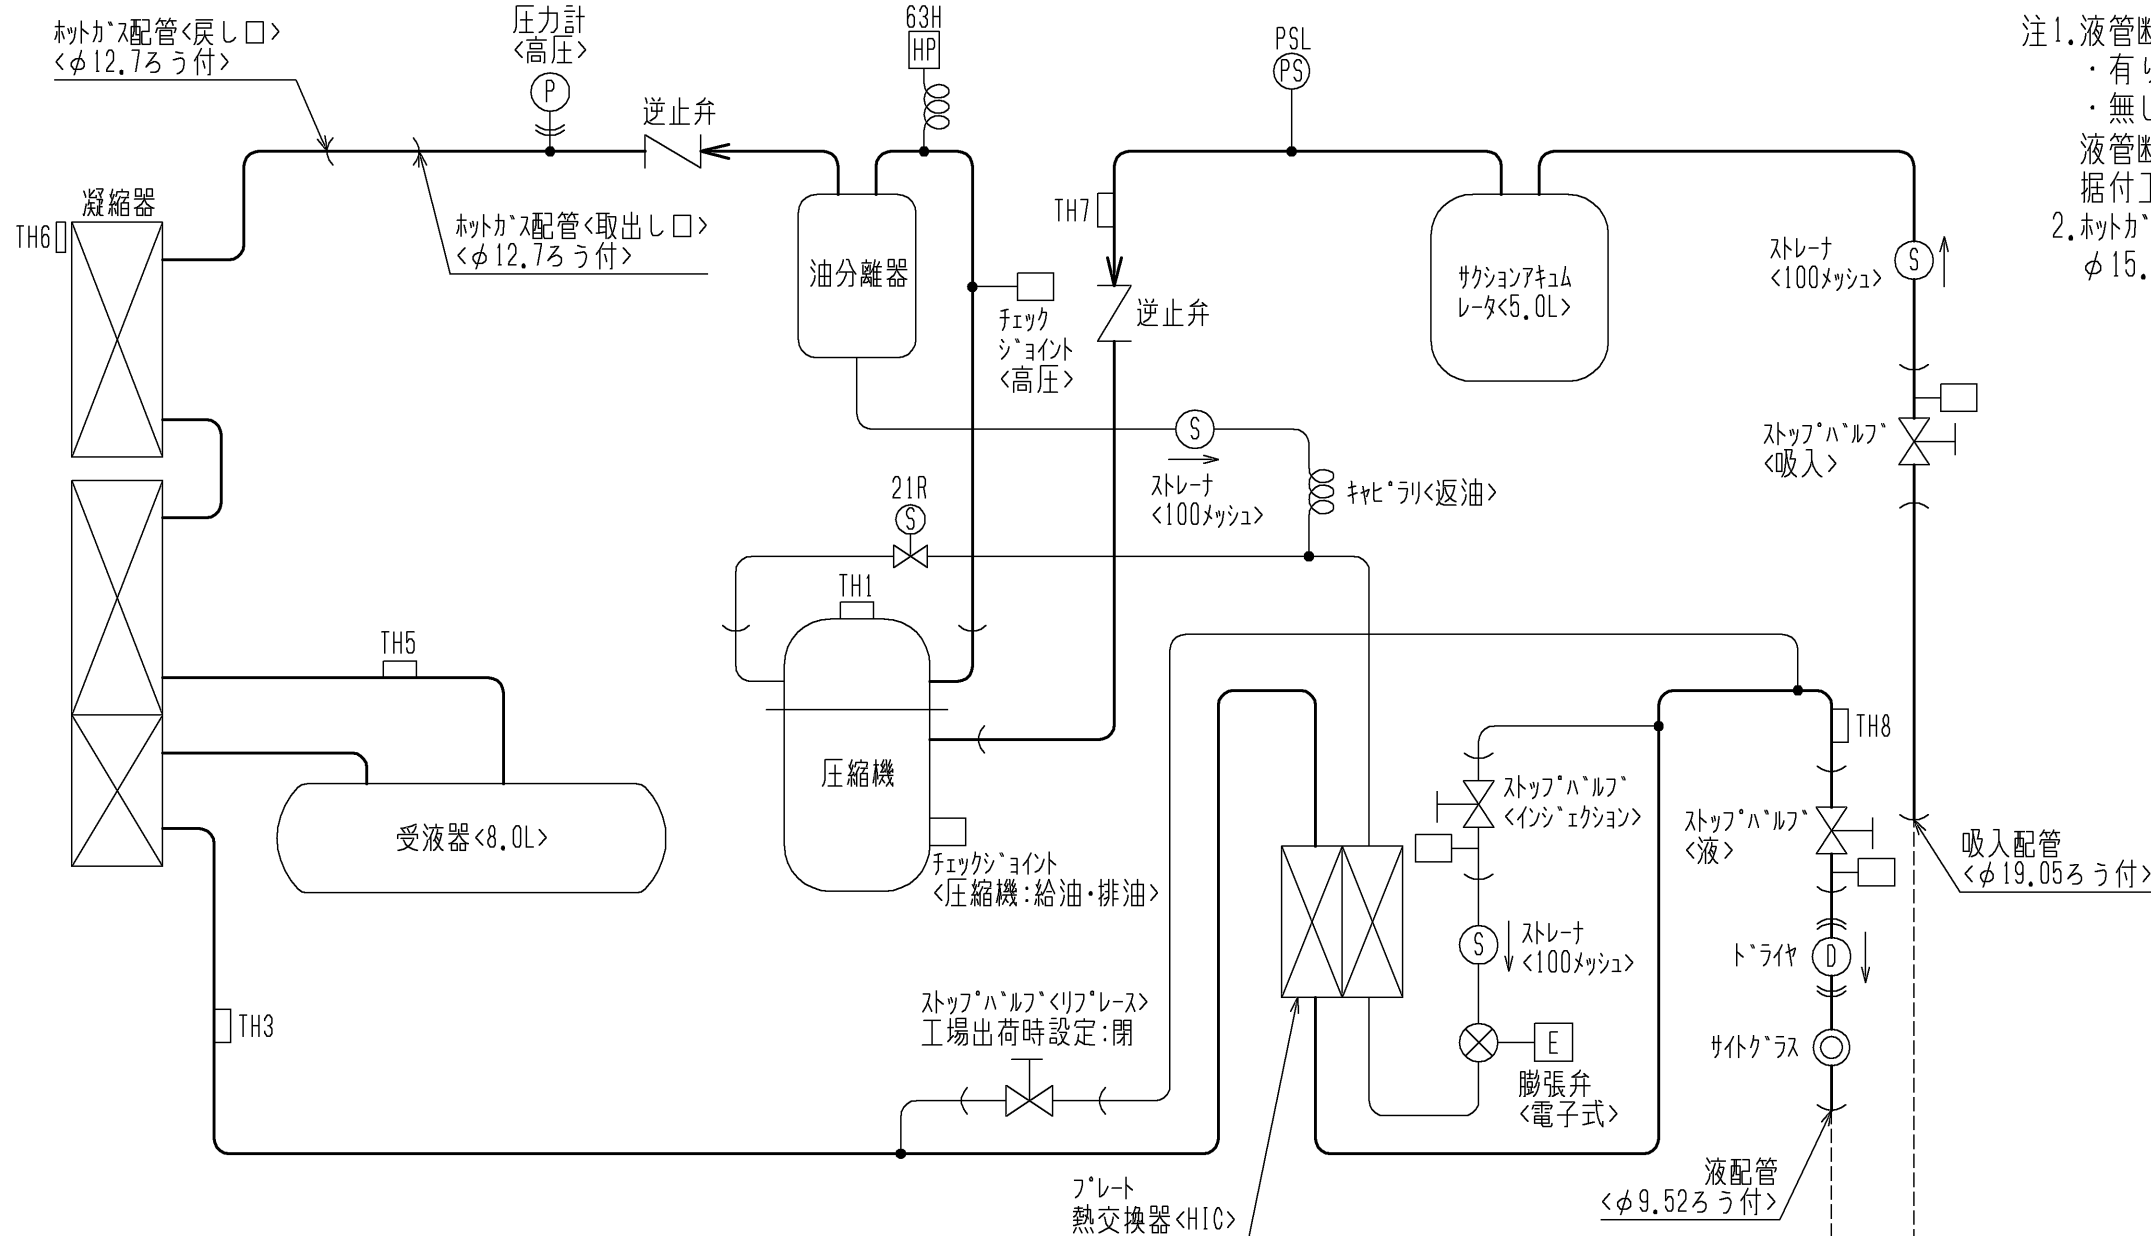 ﾎｯﾄｶﾞｽ配管<戻し口>
<φ12.7ろう付>
圧力計
<高圧>
P
63H
HP
PSL
PS
注1.液管断
・有り
・無し
液管断
据付工
2.ﾎｯﾄｶﾞ
φ15.
逆止弁
凝縮器
TH6
ﾎｯﾄｶﾞｽ配管<取出し口>
<φ12.7ろう付>
油分離器
ﾁｪｯｸ
ｼﾞｮｲﾝﾄ
<高圧>
TH7
逆止弁
ｻｸｼｮﾝｱｷｭﾑ
ﾚｰﾀ<5.0L>
ｽﾄﾚｰﾅ
<100ﾒｯｼｭ>
S
ｽﾄｯﾌﾟﾊﾞﾙﾌﾞ
<吸入>
S
ｽﾄﾚｰﾅ
<100ﾒｯｼｭ>
ｷｬﾋﾟﾗﾘ<返油>
21R
S
TH1
TH5
圧縮機
受液器<8.0L>
ﾁｪｯｸｼﾞｮｲﾝﾄ
<圧縮機:給油・排油>
TH8
ｽﾄｯﾌﾟﾊﾞﾙﾌﾞ
<ｲﾝｼﾞｪｸｼｮﾝ>
ｽﾄｯﾌﾟﾊﾞﾙﾌﾞ
<液>
吸入配管
<φ19.05ろう付>
S
ｽﾄﾚｰﾅ
<100ﾒｯｼｭ>
ﾄﾞﾗｲﾔ
D
TH3
ｽﾄｯﾌﾟﾊﾞﾙﾌﾞ<ﾘﾌﾟﾚｰｽ>
工場出荷時設定:閉
E
膨張弁
<電子式>
ｻｲﾄｸﾞﾗｽ
ﾌﾟﾚｰﾄ
熱交換器<HIC>
液配管
<φ9.52ろう付>